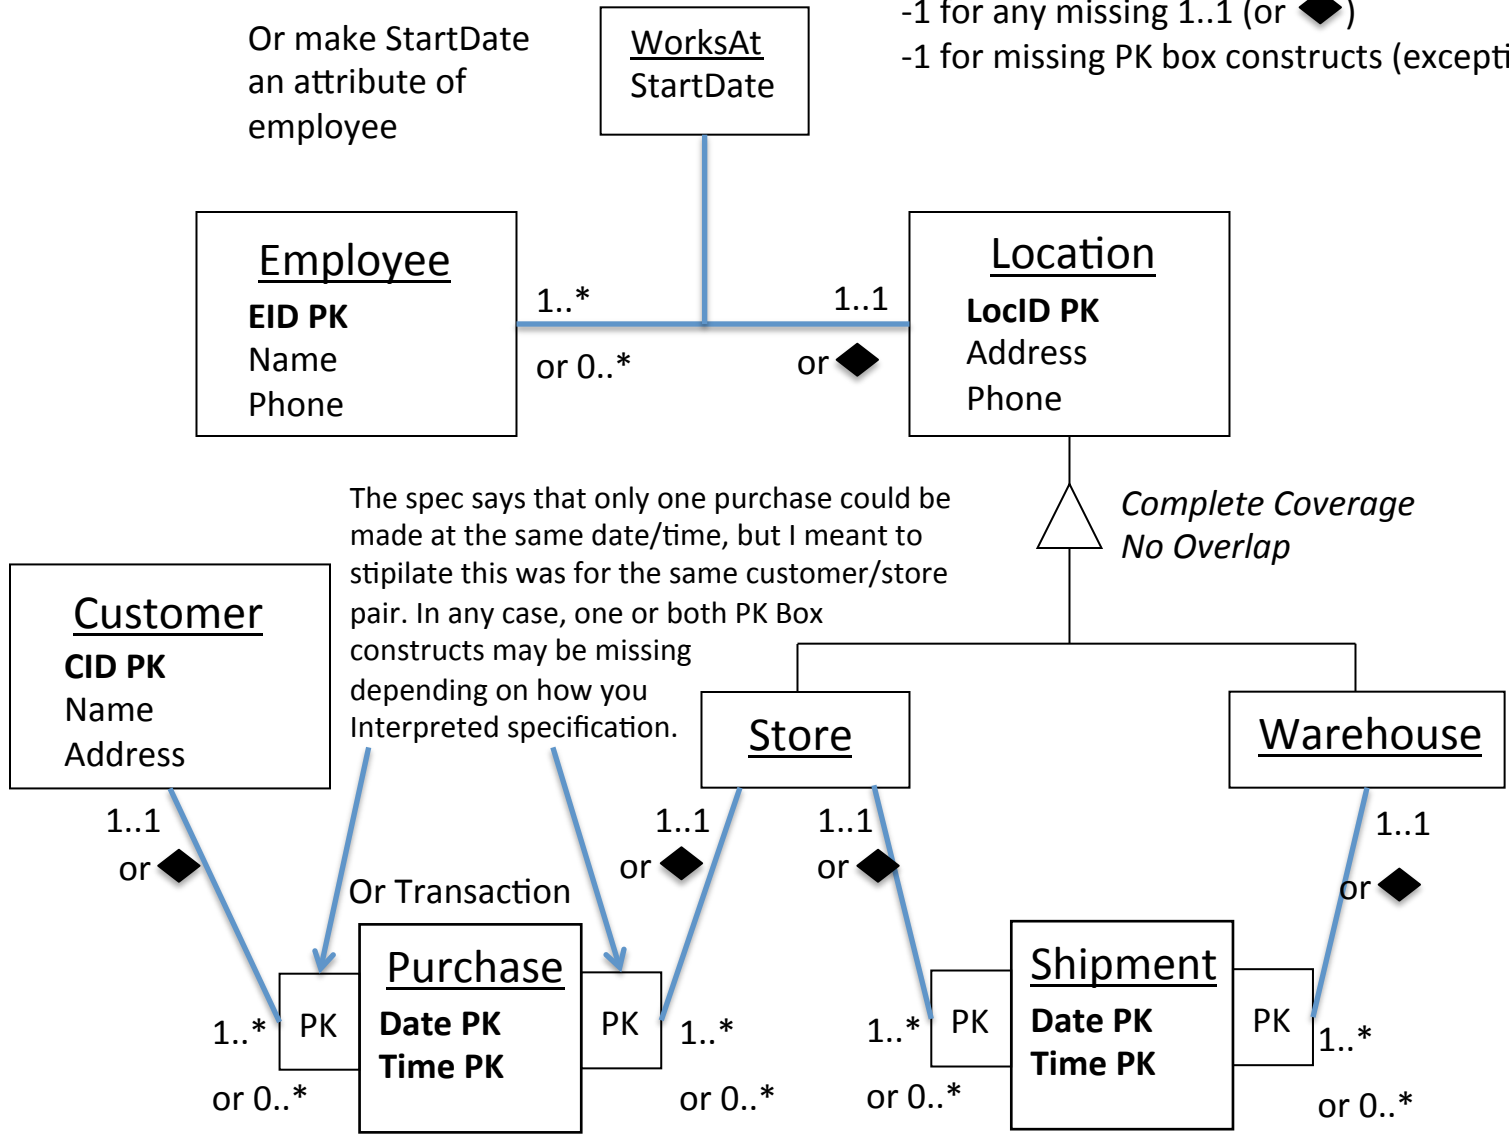 -1 for any missing 1..1 (or ◆)
-1 for missing PK box constructs (excepti
Or make StartDate
an attribute of
employee
WorksAt
StartDate
Employee
EID PK
Name
Phone
1..*
or 0..*
1..1
or ◆
Location
LocID PK
Address
Phone
Complete Coverage
No Overlap
The spec says that only one purchase could be
made at the same date/time, but I meant to
stipilate this was for the same customer/store
pair. In any case, one or both PK Box
constructs may be missing
depending on how you
Interpreted specification.
Customer
CID PK
Name
Address
Store
Warehouse
1..1
or ◆
1..1
or ◆
1..1
or ◆
1..1
or ◆
Or Transaction
Purchase
Date PK
Time PK
PK
PK
1..*
or 0..*
1..*
or 0..*
Shipment
Date PK
Time PK
PK
PK
1..*
or 0..*
1..*
or 0..*